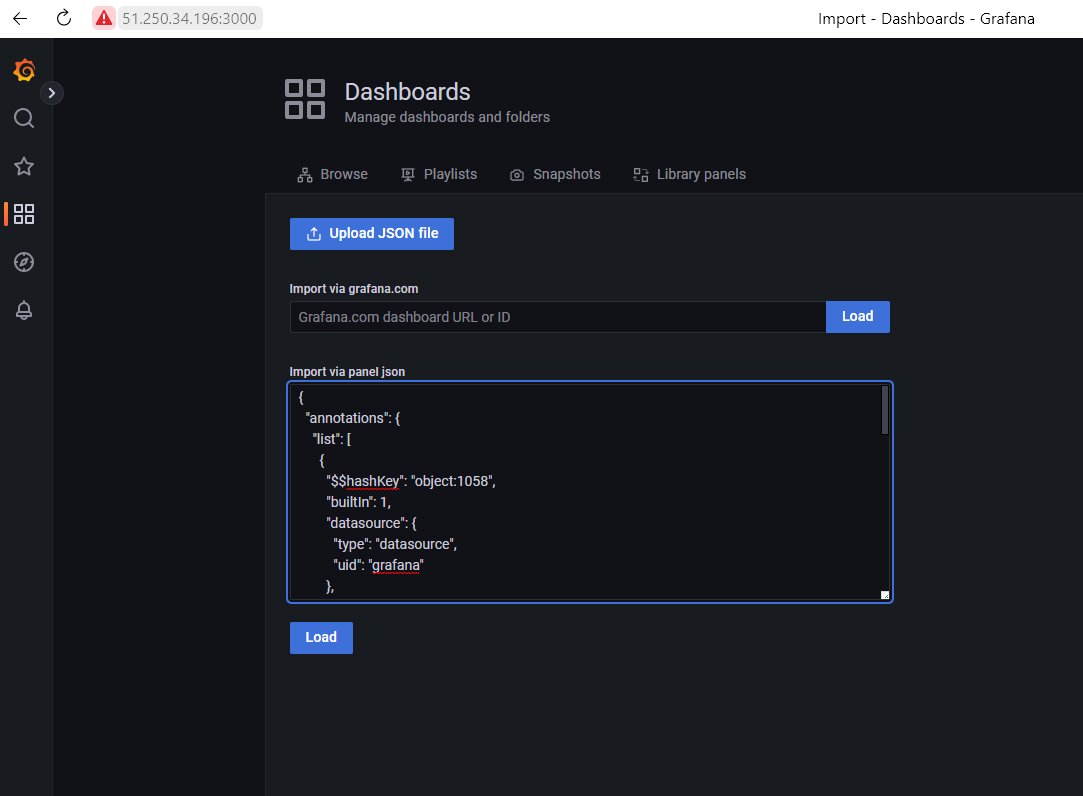 51.250.34.196:3000
Import - Dashboards - Grafana
Dashboards
Manage dashboards and folders
Browse
Playlists
Snapshots
Library panels
Upload JSON file
Import via grafana.com
Grafana.com dashboard URL or ID
Load
Import via panel json
{
"annotations": {
"list": [
{
"$$hashKey": "object:1058",
"builtIn": 1,
"datasource": {
"type": "datasource",
"uid": "grafana"
},
Load